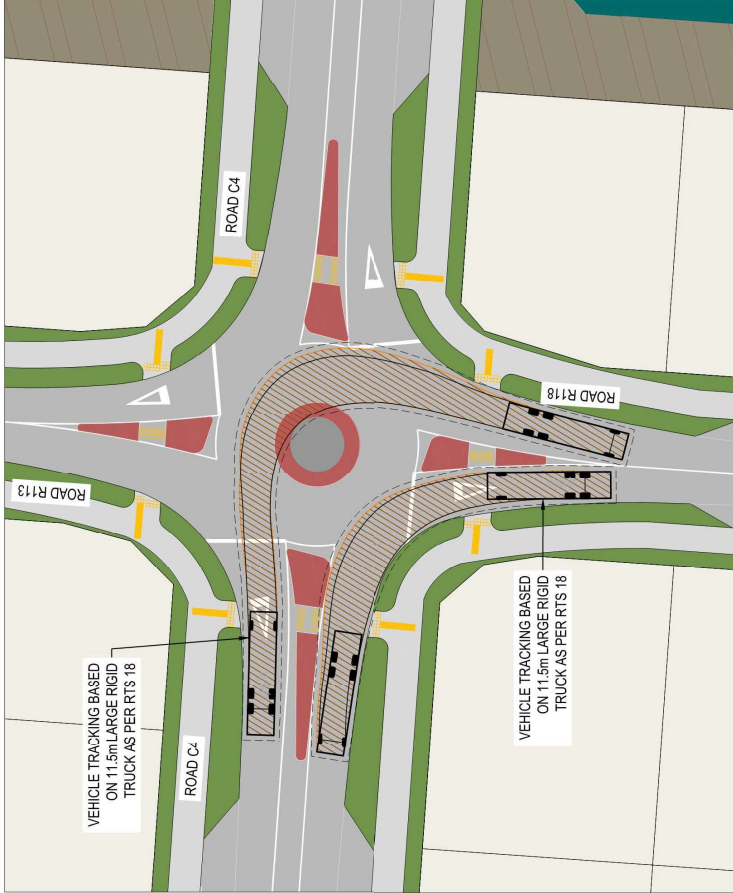 ROAD C4
ROAD R113
ROAD R118
VEHICLE TRACKING BASED
ON 11.5m LARGE RIGID
TRUCK AS PER RTS 18
ROAD C4
VEHICLE TRACKING BASED
ON 11.5m LARGE RIGID
TRUCK AS PER RTS 18